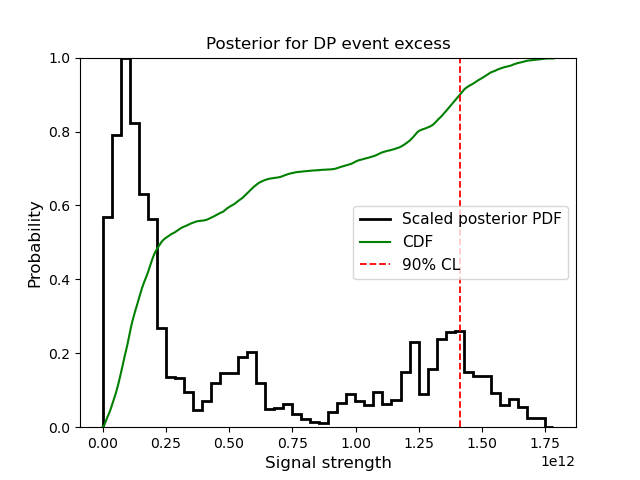 Posterior for DP event excess
1.0
0.8
0.6
0.4
0.2
0.0
Probability
Scaled posterior PDF
CDF
90% CL
0.00 0.25 0.50 0.75 1.00 1.25 1.50 1.75
1e12
Signal strength